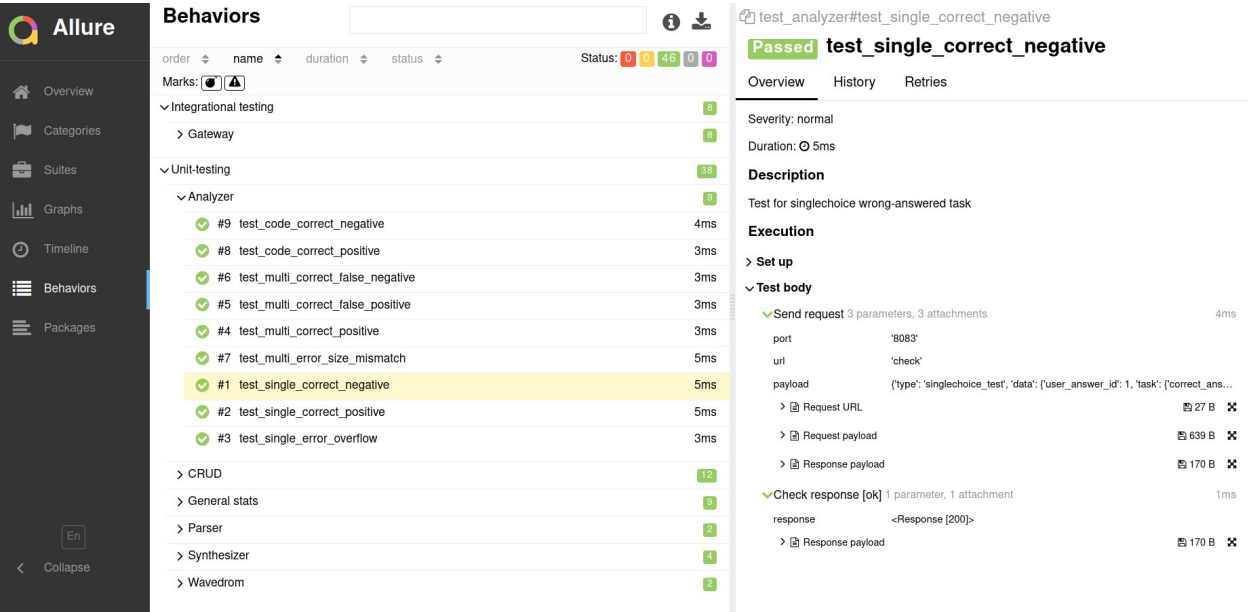 Allure
Overview
Categories
Suites
Graphs
Timeline
Behaviors
Packages
En
Collapse
Behaviors
order name duration status Status: 0 0 46 0 0
Marks:
Integrational testing 8
Gateway 8
Unit-testing 38
Analyzer 9
#9 test_code_correct_negative 4ms
#8 test_code_correct_positive 3ms
#6 test_multi_correct_false_negative 3ms
#5 test_multi_correct_false_positive 3ms
#4 test_multi_correct_positive 3ms
#7 test_multi_error_size_mismatch 5ms
#1 test_single_correct_negative 5ms
#2 test_single_correct_positive 5ms
#3 test_single_error_overflow 3ms
CRUD 12
General stats 9
Parser 2
Synthesizer 4
Wavedrom 2
test_analyzer#test_single_correct_negative
Passed test_single_correct_negative
Overview History Retries
Severity: normal
Duration: 5ms
Description
Test for singlechoice wrong-answered task
Execution
Set up
Test body
Send request 3 parameters, 3 attachments 4ms
port '8083'
url 'check'
payload {'type': 'singlechoice_test', 'data': {'user_answer_id': 1, 'task': {'correct_ans...
Request URL 27 B
Request payload 639 B
Response payload 170 B
Check response [ok] 1 parameter, 1 attachment 1ms
response <Response [200]>
Response payload 170 B